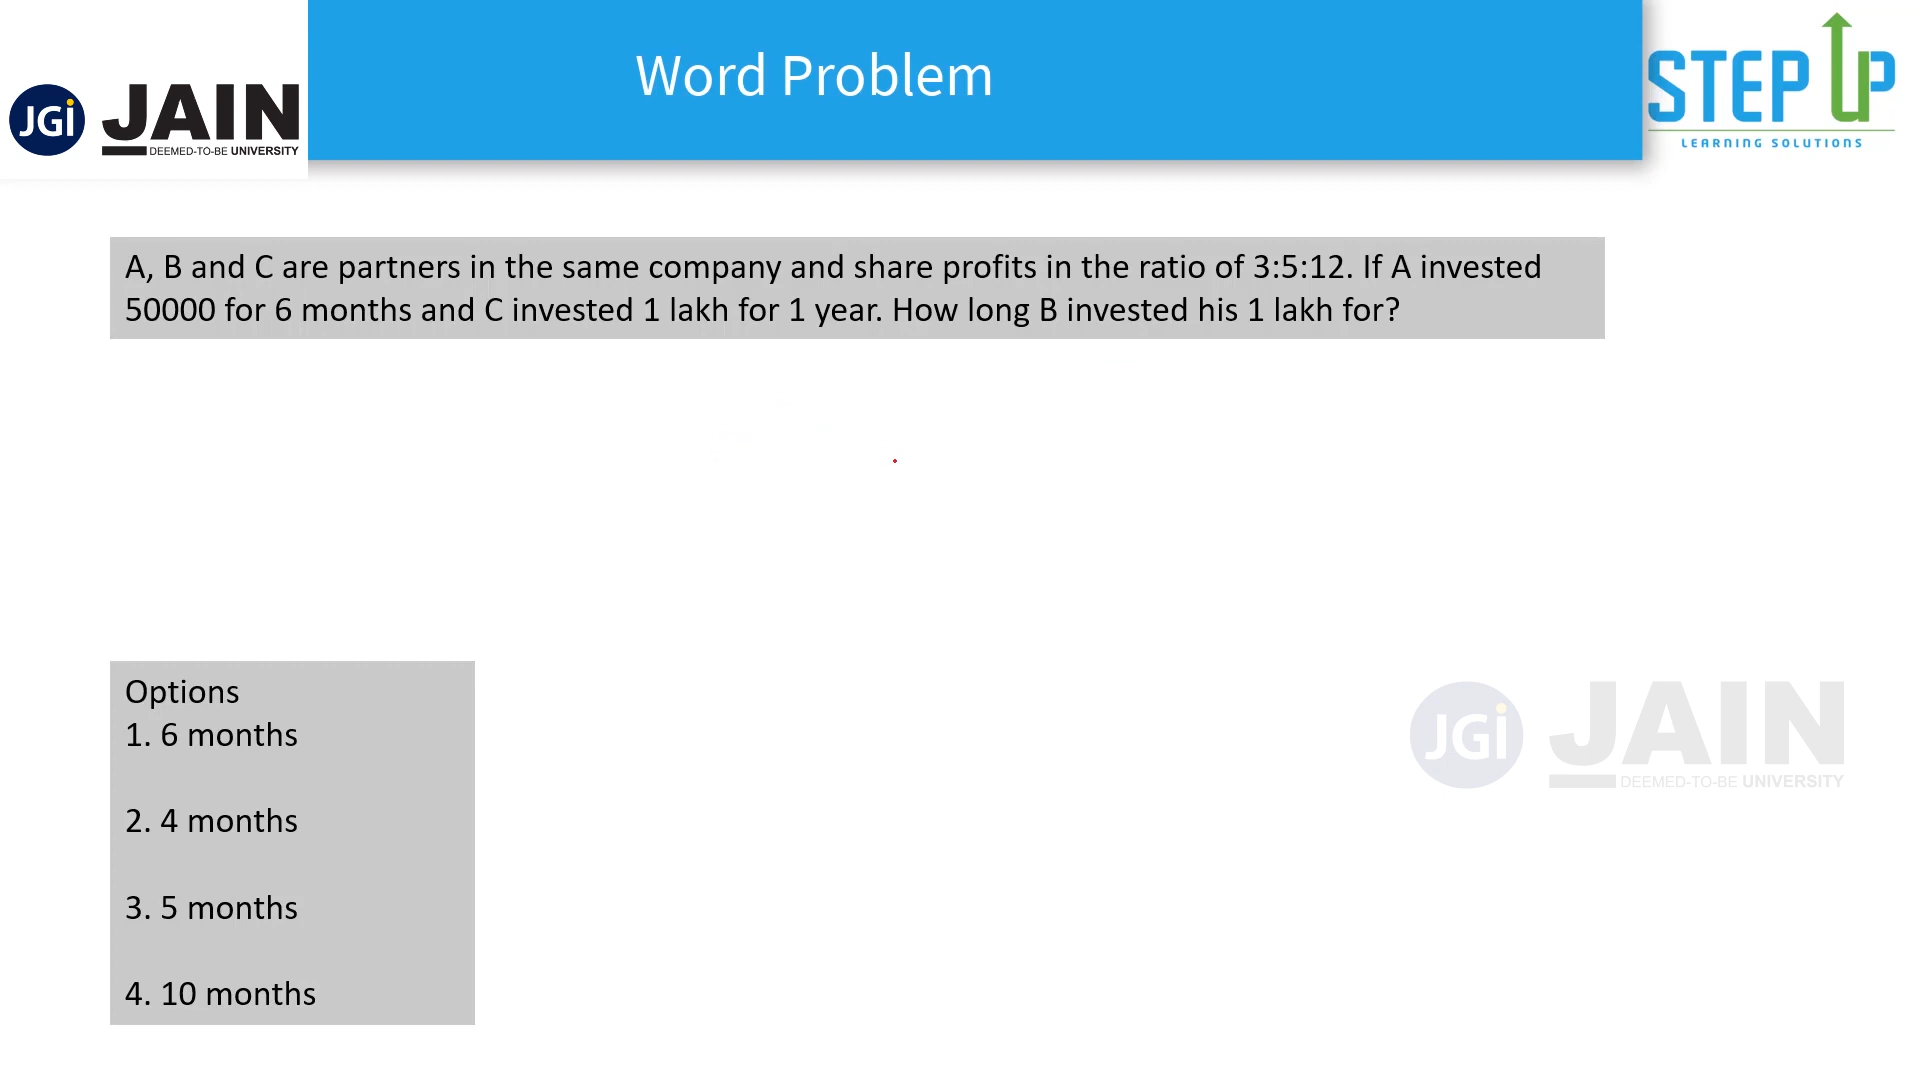 Word Problem
JGi JAIN
DEEMED-TO-BE UNIVERSITY
STEP UP
LEARNING SOLUTIONS
A, B and C are partners in the same company and share profits in the ratio of 3:5:12. If A invested
50000 for 6 months and C invested 1 lakh for 1 year. How long B invested his 1 lakh for?
Options
1. 6 months
2. 4 months
3. 5 months
4. 10 months
JGi JAIN
DEEMED-TO-BE UNIVERSITY